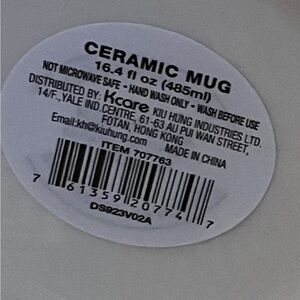 CERAMIC MUG
16.4 fl oz (485ml)
NOT MICROWAVE SAFE - HAND WASH ONLY - WASH BEFORE USE
DISTRIBUTED BY: Kcare KIU HUNG INDUSTRIES LTD.
14/F., YALE IND. CENTRE, 61-63 AU PUI WAN STREET,
FOTAN, HONG KONG
Email:kh@kiuhung.com MADE IN CHINA
ITEM 707763
7 61359 20774 7
DS923V02A